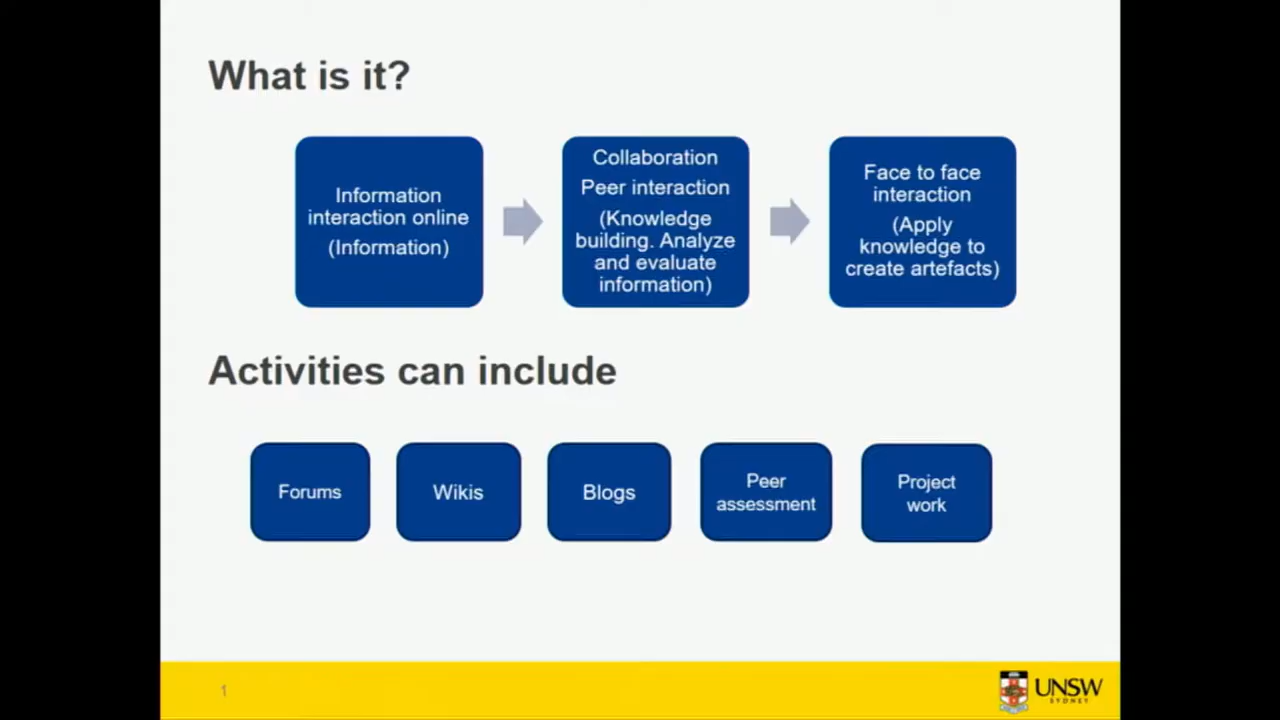 What is it?
Information
interaction online
(Information)
Collaboration
Peer interaction
(Knowledge
building. Analyze
and evaluate
information)
Face to face
interaction
(Apply
knowledge to
create artefacts)
Activities can include
Forums
Wikis
Blogs
Peer
assessment
Project
work
1
UNSW
SYDNEY